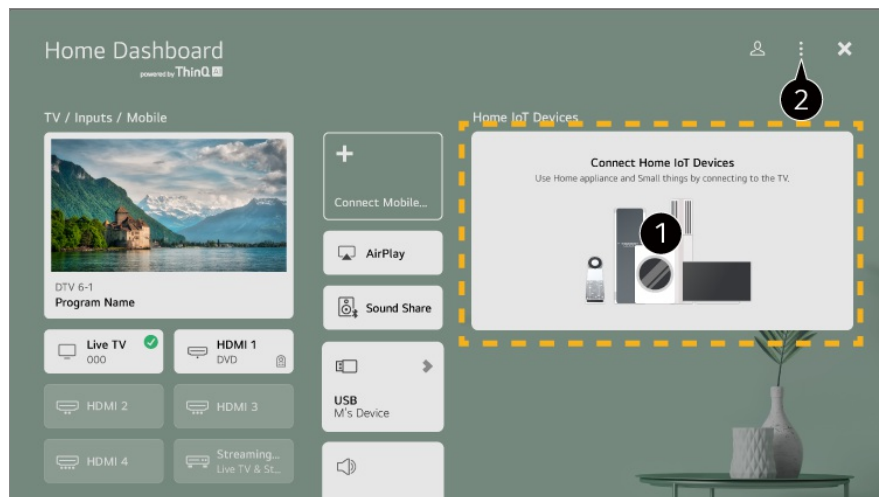 Home Dashboard
powered by ThinQ AI
2
TV / Inputs / Mobile
Home IoT Devices
Connect Mobile...
Connect Home IoT Devices
Use Home appliance and Small things by connecting to the TV.
1
AirPlay
DTV 6-1
Program Name
Sound Share
Live TV
000
HDMI 1
DVD
USB
M's Device
HDMI 2
HDMI 3
HDMI 4
Streaming...
Live TV & St...